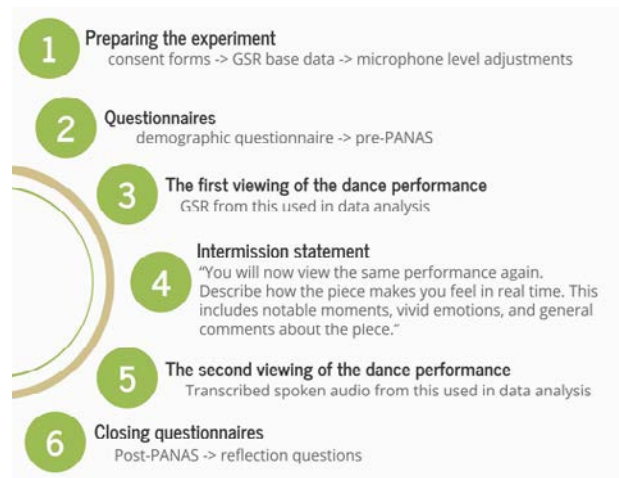 1
Preparing the experiment
consent forms -> GSR base data -> microphone level adjustments
2
Questionnaires
demographic questionnaire -> pre-PANAS
3
The first viewing of the dance performance
GSR from this used in data analysis
4
Intermission statement
“You will now view the same performance again.
Describe how the piece makes you feel in real time. This
includes notable moments, vivid emotions, and general
comments about the piece.”
5
The second viewing of the dance performance
Transcribed spoken audio from this used in data analysis
6
Closing questionnaires
Post-PANAS -> reflection questions